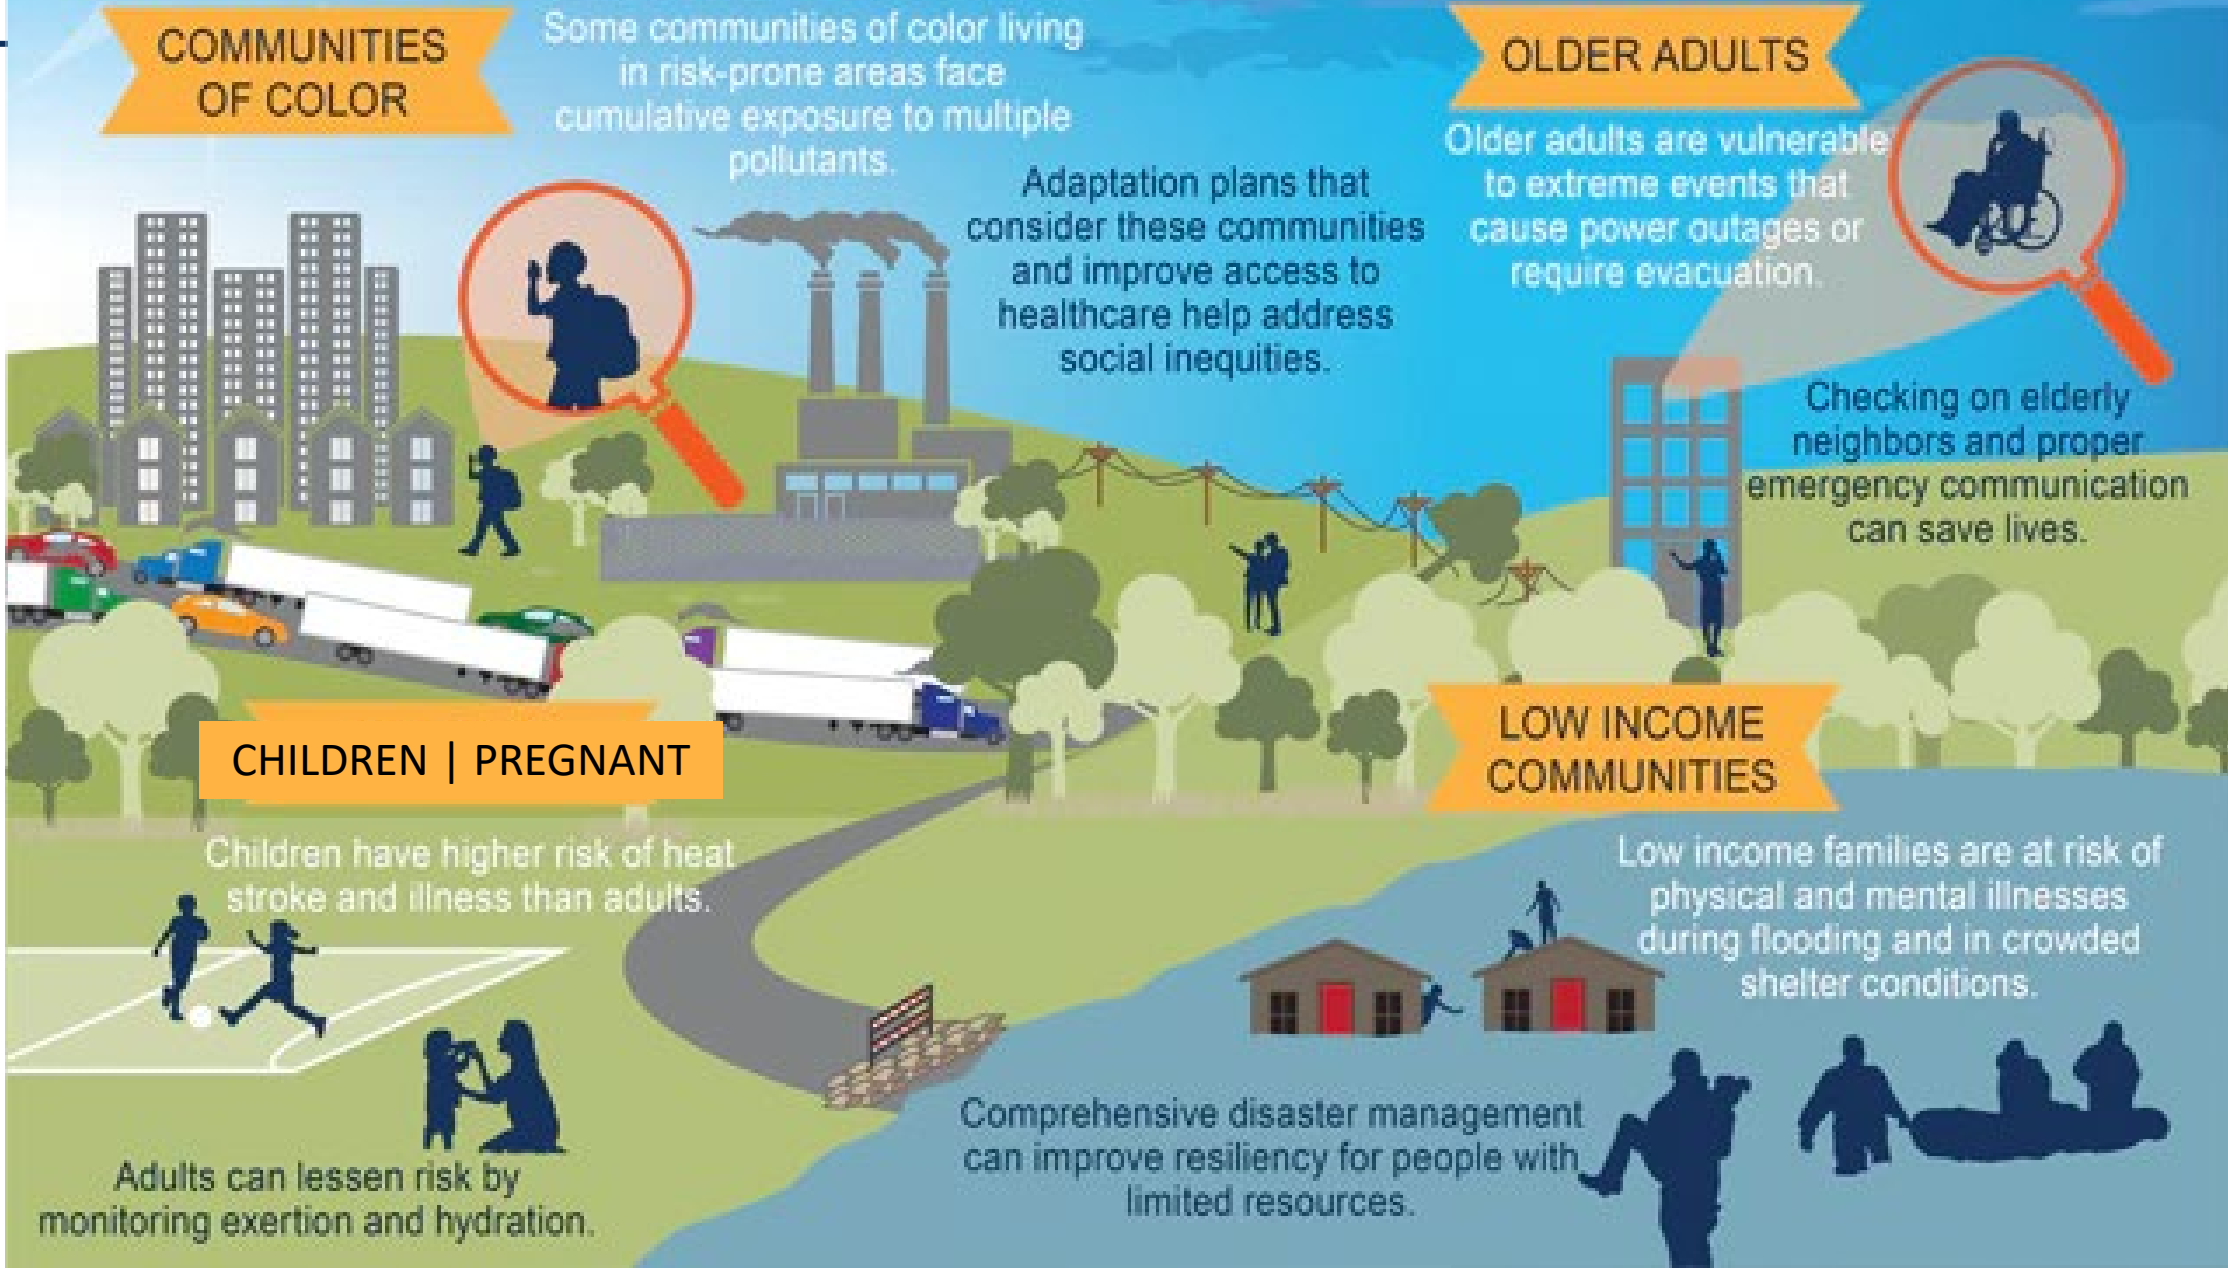 COMMUNITIES
OF COLOR
Some communities of color living
in risk-prone areas face
cumulative exposure to multiple
pollutants.
Adaptation plans that
consider these communities
and improve access to
healthcare help address
social inequities.
OLDER ADULTS
Older adults are vulnerable
to extreme events that
cause power outages or
require evacuation.
Checking on elderly
neighbors and proper
emergency communication
can save lives.
CHILDREN | PREGNANT
Children have higher risk of heat
stroke and illness than adults.
Adults can lessen risk by
monitoring exertion and hydration.
LOW INCOME
COMMUNITIES
Low income families are at risk of
physical and mental illnesses
during flooding and in crowded
shelter conditions.
Comprehensive disaster management
can improve resiliency for people with
limited resources.